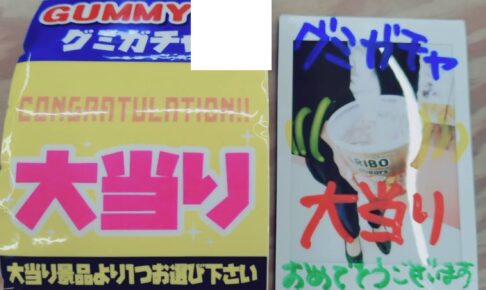 GUMMY
グミガチャ
CONGRATULATION!!
大当り
大当り景品より1つお選び下さい
グミガチャ
RIBO
大当り
おめでとうございます